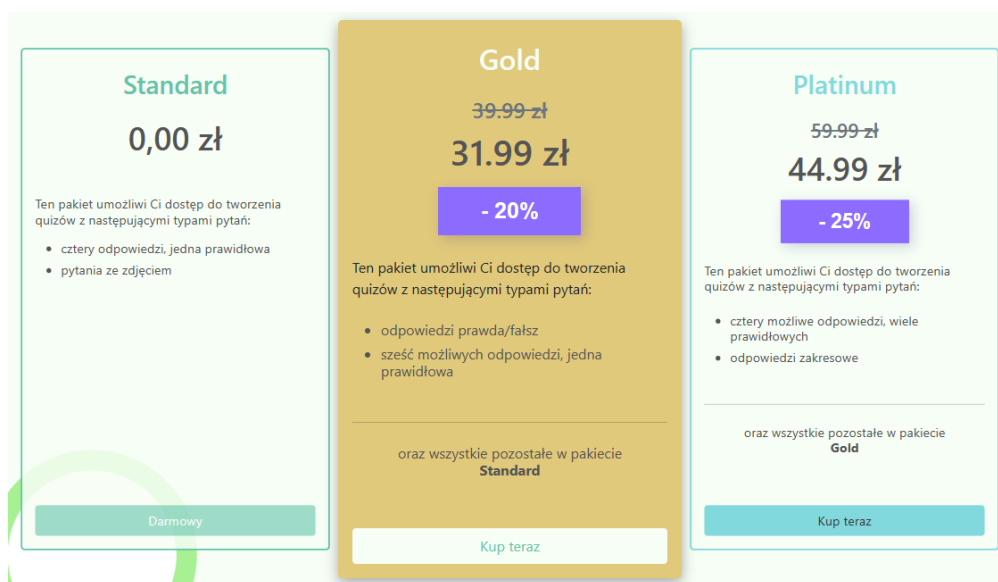 Standard
0,00 zł
Ten pakiet umożliwi Ci dostęp do tworzenia
quizów z następującymi typami pytań:
cztery odpowiedzi, jedna prawidłowa
pytania ze zdjęciem
Darmowy
Gold
39.99 zł
31.99 zł
- 20%
Ten pakiet umożliwi Ci dostęp do tworzenia
quizów z następującymi typami pytań:
odpowiedzi prawda/fałsz
sześć możliwych odpowiedzi, jedna
prawidłowa
oraz wszystkie pozostałe w pakiecie
Standard
Kup teraz
Platinum
59.99 zł
44.99 zł
- 25%
Ten pakiet umożliwi Ci dostęp do tworzenia
quizów z następującymi typami pytań:
cztery możliwe odpowiedzi, wiele
prawidłowych
odpowiedzi zakresowe
oraz wszystkie pozostałe w pakiecie
Gold
Kup teraz